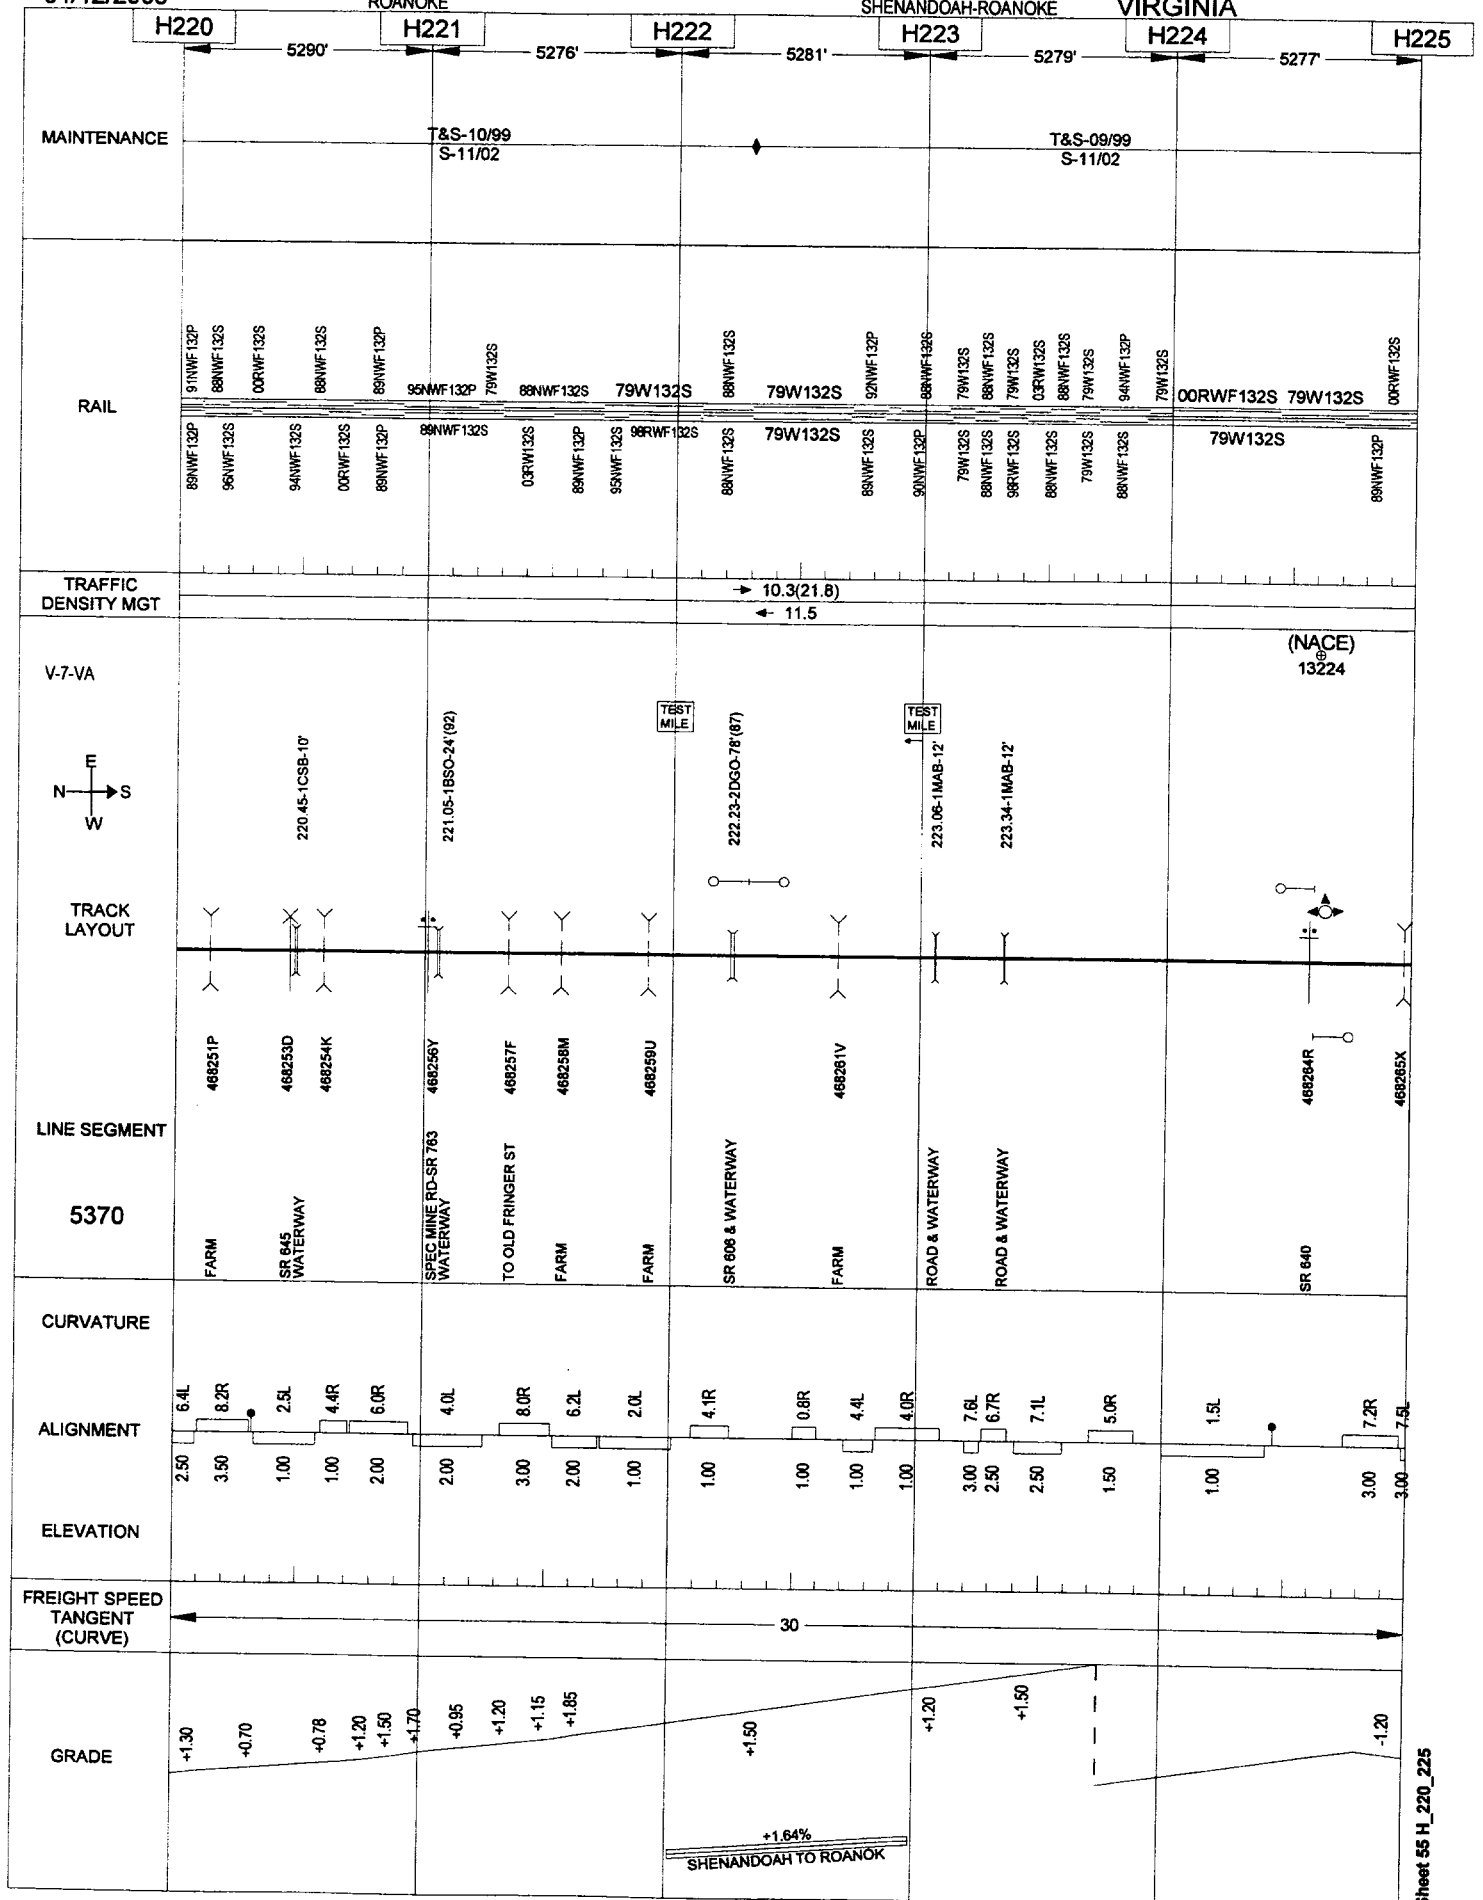 ROANOKE
SHENANDOAH-ROANOKE
VIRGINIA
H220 H221 H222 H223 H224 H225
5290' 5276' 5281' 5279' 5277'
MAINTENANCE
T&S-10/99
S-11/02
T&S-09/99
S-11/02
RAIL
91NWF132P 88NWF132S 00RWF132S 88NWF132S 89NWF132P 95NWF132P 79W132S 88NWF132S 79W132S 88NWF132S 79W132S 92NWF132P 88NWF132S 79W132S 88NWF132S 79W132S 03RW132S 88NWF132S 79W132S 94NWF132P 79W132S 00RWF132S 79W132S 00RWF132S
89NWF132P 96NWF132S 94NWF132S 00RWF132S 89NWF132P 89NWF132S 03RW132S 89NWF132P 95NWF132S 98RWF132S 88NWF132S 79W132S 89NWF132S 90NWF132P 79W132S 88NWF132S 98RWF132S 88NWF132S 79W132S 88NWF132S 79W132S 89NWF132P
TRAFFIC
DENSITY MGT
10.3(21.8)
11.5
V-7-VA
(NACE)
13224
TEST
MILE
TEST
MILE
E
N S
W
220.45-1CSB-10'
221.05-1BSO-24'(92)
222.23-2DGO-78'(87)
223.06-1MAB-12'
223.34-1MAB-12'
TRACK
LAYOUT
468251P 468253D 468254K 468256Y 468257F 468258M 468259U 468261V 468264R 468265X
LINE SEGMENT
5370
FARM
SR 645
WATERWAY
SPEC MINE RD-SR 763
WATERWAY
TO OLD FRINGER ST
FARM
FARM
SR 606 & WATERWAY
FARM
ROAD & WATERWAY
ROAD & WATERWAY
SR 640
CURVATURE
6.4L 8.2R 2.5L 4.4R 6.0R 4.0L 8.0R 6.2L 2.0L 4.1R 0.8R 4.4L 4.0R 7.6L 6.7R 7.1L 5.0R 1.5L 7.2R 7.5L
ALIGNMENT
2.50 3.50 1.00 1.00 2.00 2.00 3.00 2.00 1.00 1.00 1.00 1.00 1.00 3.00 2.50 2.50 1.50 1.00 3.00 3.00
ELEVATION
FREIGHT SPEED
TANGENT
(CURVE)
30
GRADE
+1.30 +0.70 +0.78 +1.20 +1.50 +1.70 +0.95 +1.20 +1.15 +1.85 +1.50 +1.20 +1.50 -1.20
+1.64%
SHENANDOAH TO ROANOK
Sheet 55 H_220_225